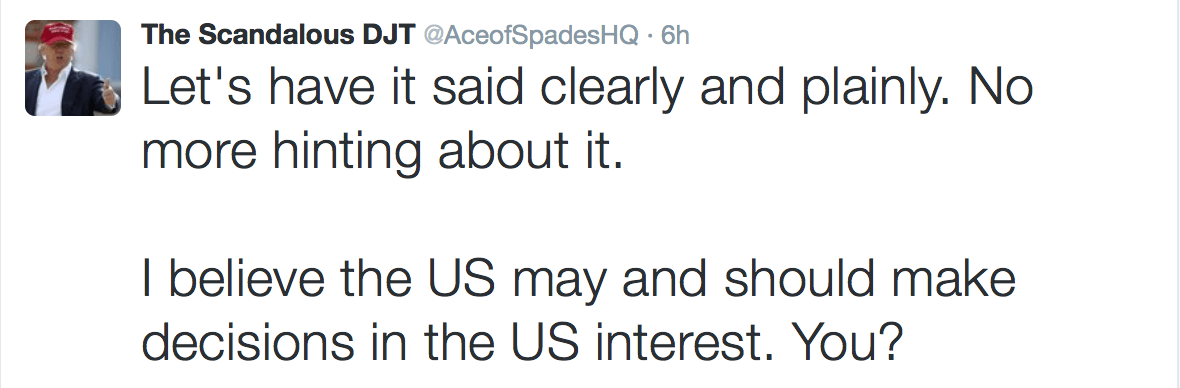 The Scandalous DJT @AceofSpadesHQ · 6h
Let's have it said clearly and plainly. No
more hinting about it.
I believe the US may and should make
decisions in the US interest. You?